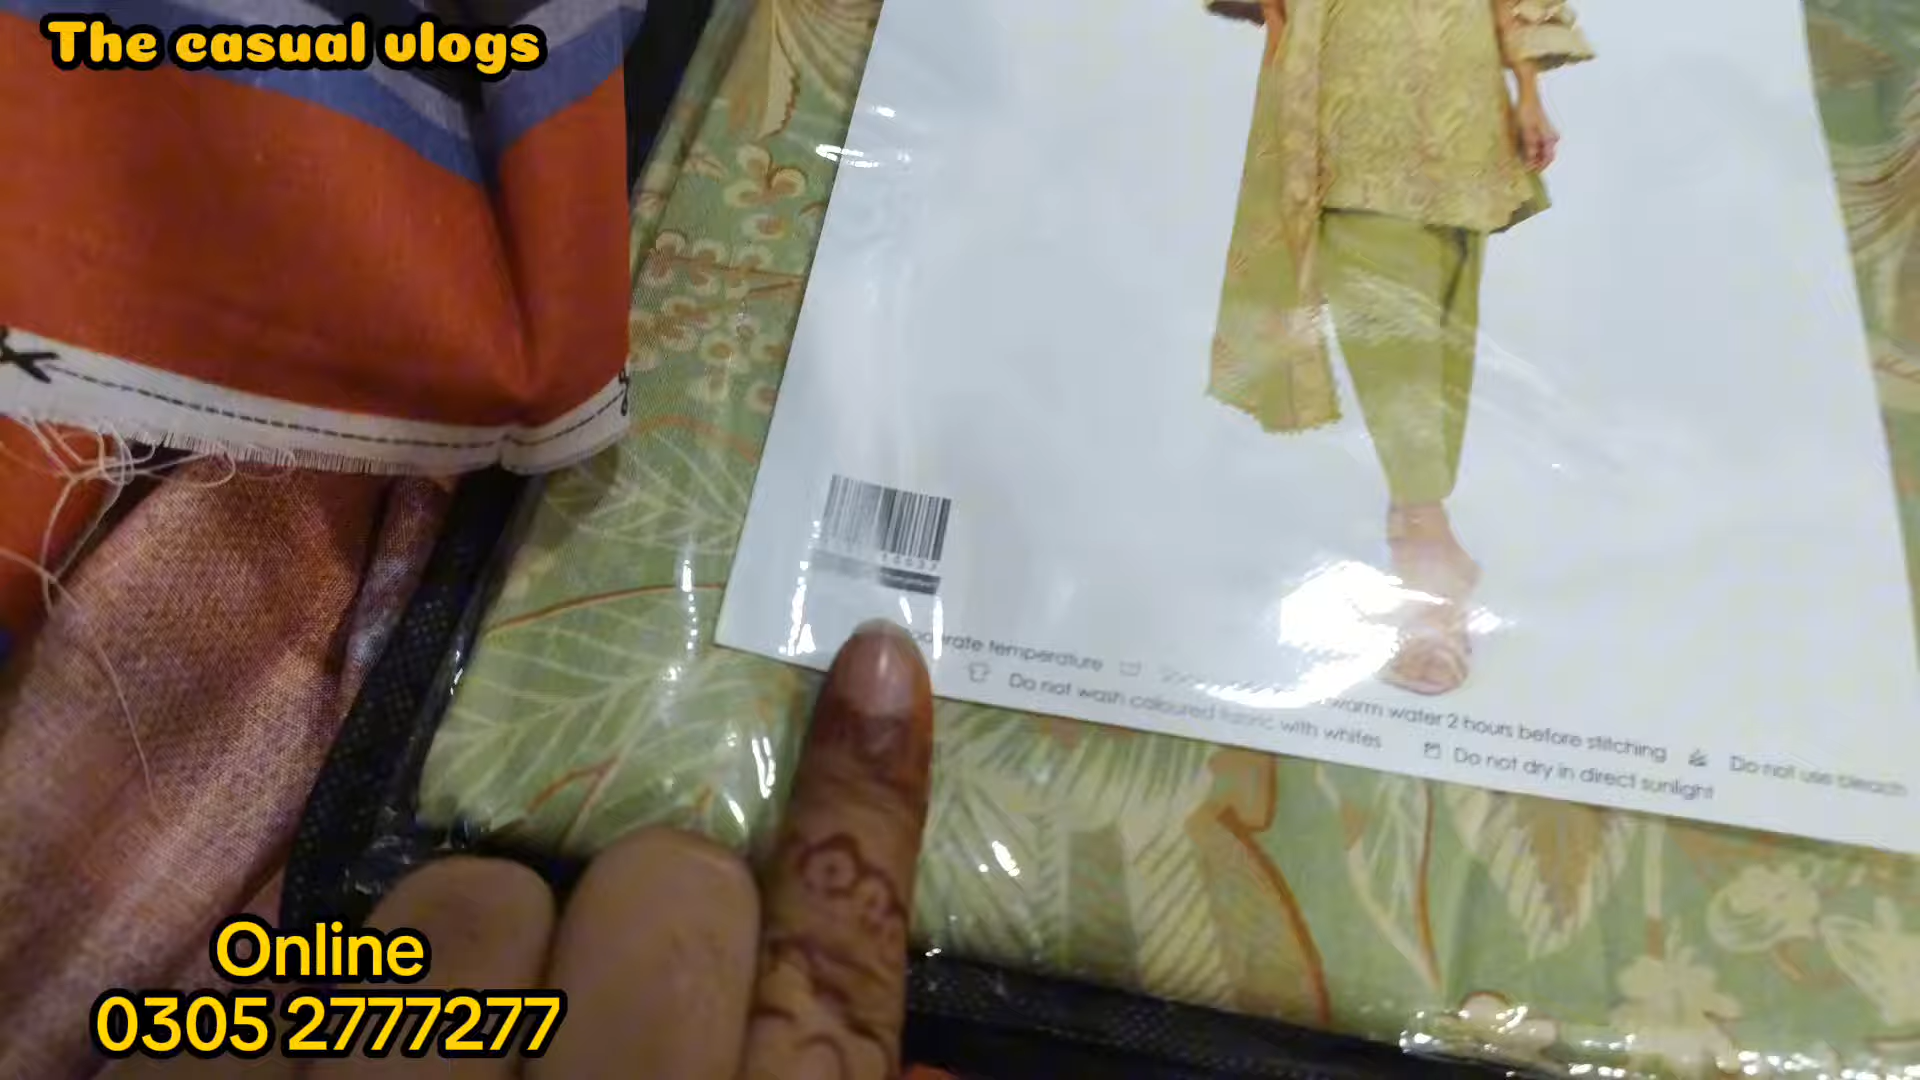 The casual vlogs
temperature
warm water 2 hours before stitching
Do not use bleach
Do not wash coloured fabric with whites
Do not dry in direct sunlight
Online
0305 2777277